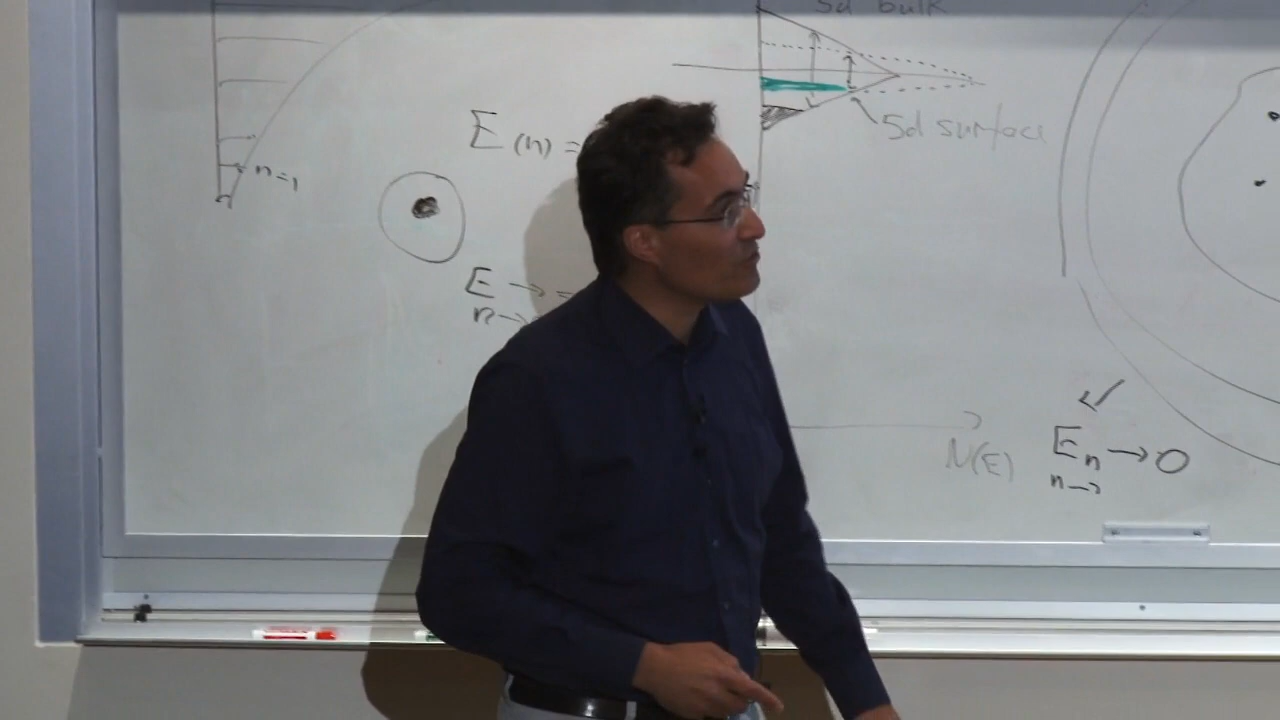 5d bulk
E(n) =
5d surface
n=1
E → =
n→
N(E)
En → 0
n→